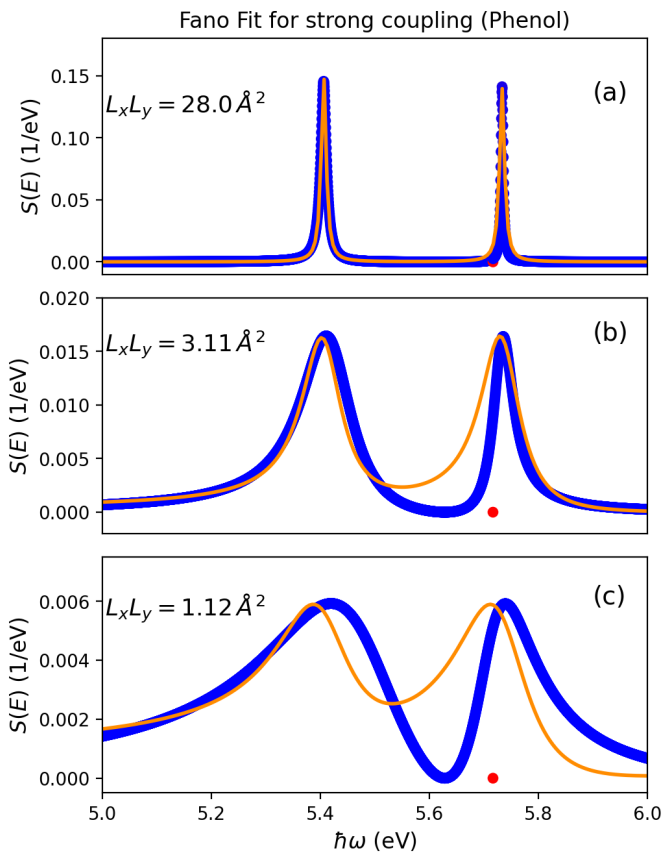 Fano Fit for strong coupling (Phenol)
S(E) (1/eV)
0.15
0.10
0.05
0.00
LxLy = 28.0 Å²
(a)
S(E) (1/eV)
0.020
0.015
0.010
0.005
0.000
LxLy = 3.11 Å²
(b)
S(E) (1/eV)
0.006
0.004
0.002
0.000
LxLy = 1.12 Å²
(c)
5.0 5.2 5.4 5.6 5.8 6.0
ℏω (eV)